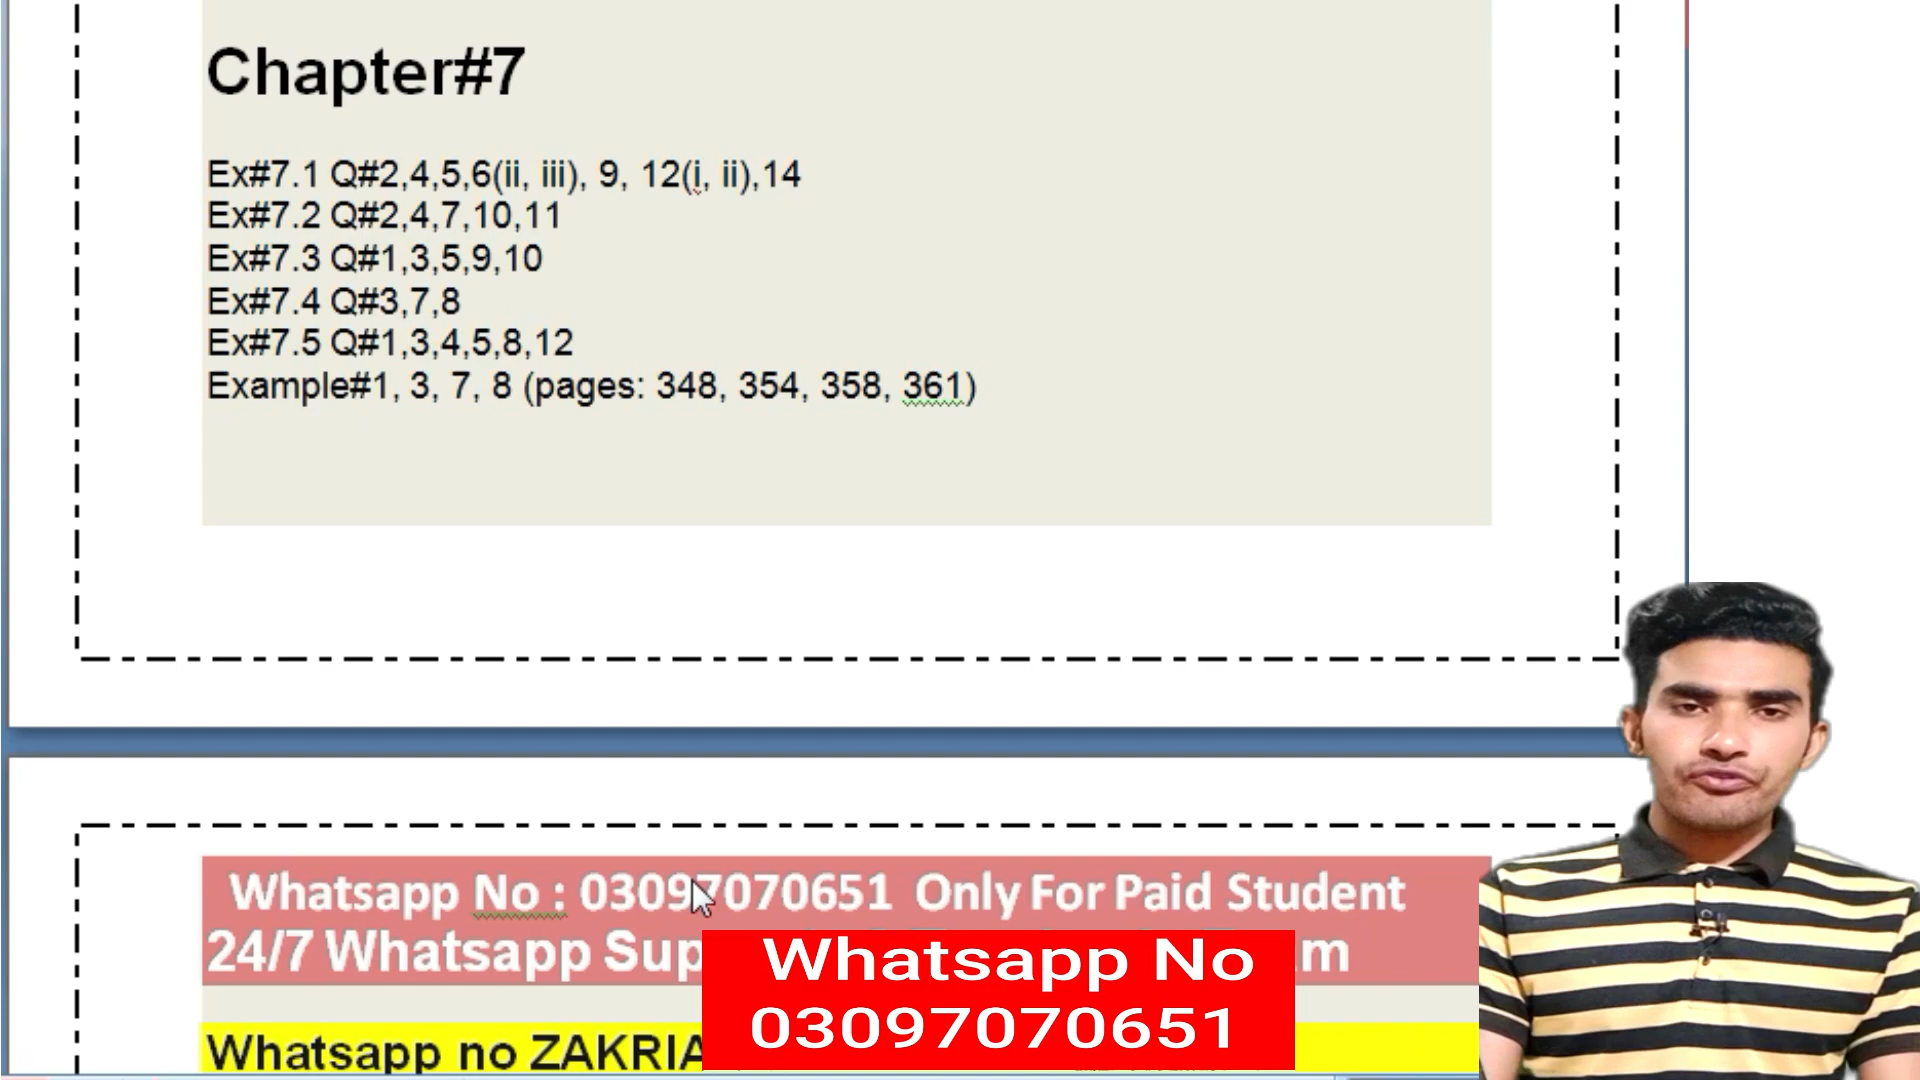 Chapter#7
Ex#7.1 Q#2,4,5,6(ii, iii), 9, 12(i, ii),14
Ex#7.2 Q#2,4,7,10,11
Ex#7.3 Q#1,3,5,9,10
Ex#7.4 Q#3,7,8
Ex#7.5 Q#1,3,4,5,8,12
Example#1, 3, 7, 8 (pages: 348, 354, 358, 361)
Whatsapp No : 03097070651 Only For Paid Student
24/7 Whatsapp
Whatsapp No
03097070651
Whatsapp no ZAKRIA